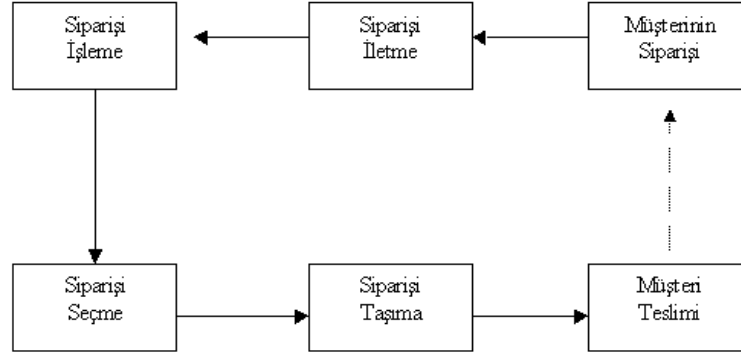 Siparişi
İşleme
Siparişi
İletme
Müşterinin
Siparişi
Siparişi
Seçme
Siparişi
Taşıma
Müşteri
Teslimi